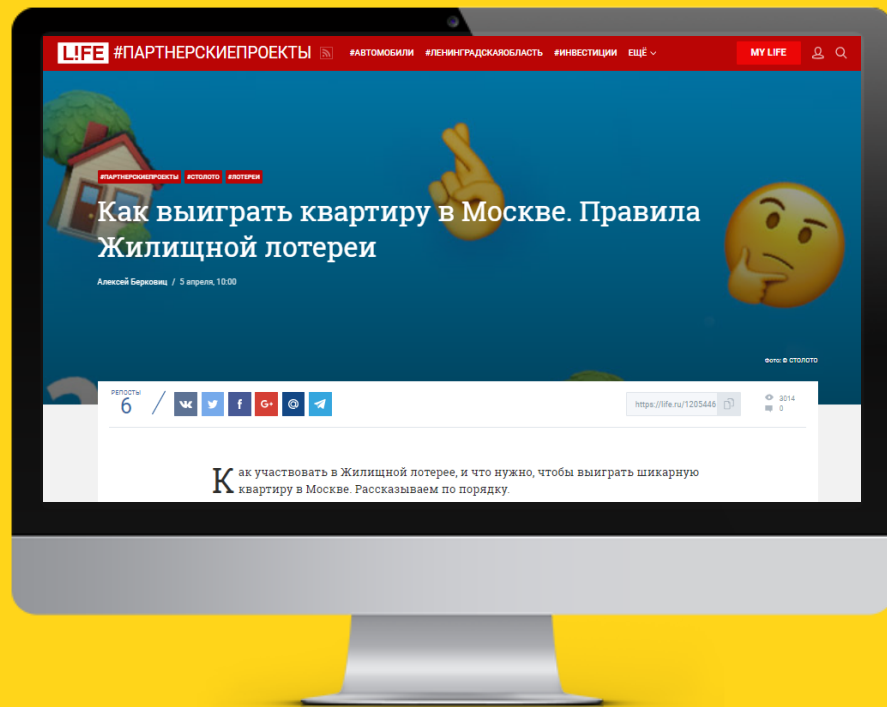 L!FE #ПАРТНЕРСКИЕПРОЕКТЫ #АВТОМОБИЛИ #ЛЕНИНГРАДСКАЯОБЛАСТЬ #ИНВЕСТИЦИИ ЕЩЁ MY LIFE
#ПАРТНЕРСКИЕПРОЕКТЫ #СТОЛОТО #ЛОТЕРЕИ
Как выиграть квартиру в Москве. Правила
Жилищной лотереи
Алексей Берковиц / 5 апреля, 10:00
Фото: © СТОЛОТО
РЕПОСТЫ
6
https://life.ru/1205446
3014
0
Как участвовать в Жилищной лотерее, и что нужно, чтобы выиграть шикарную
квартиру в Москве. Рассказываем по порядку.